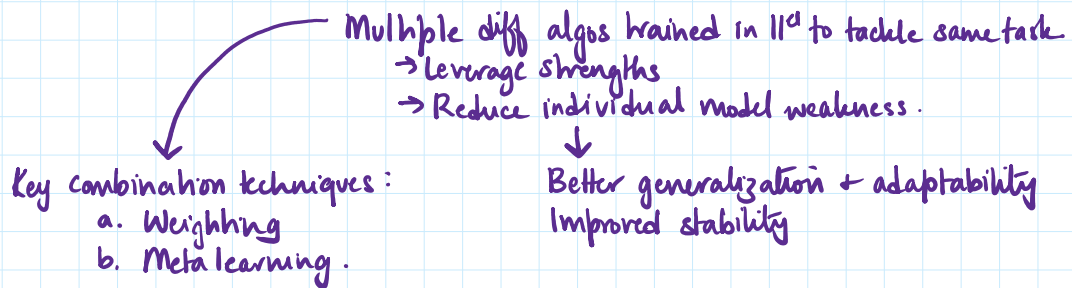 Multiple diff algos trained in ||el to tackle same task
→ Leverage strengths
→ Reduce individual model weakness.
Key combination techniques:
a. Weighting
b. Meta learning.
Better generalization + adaptability
Improved stability